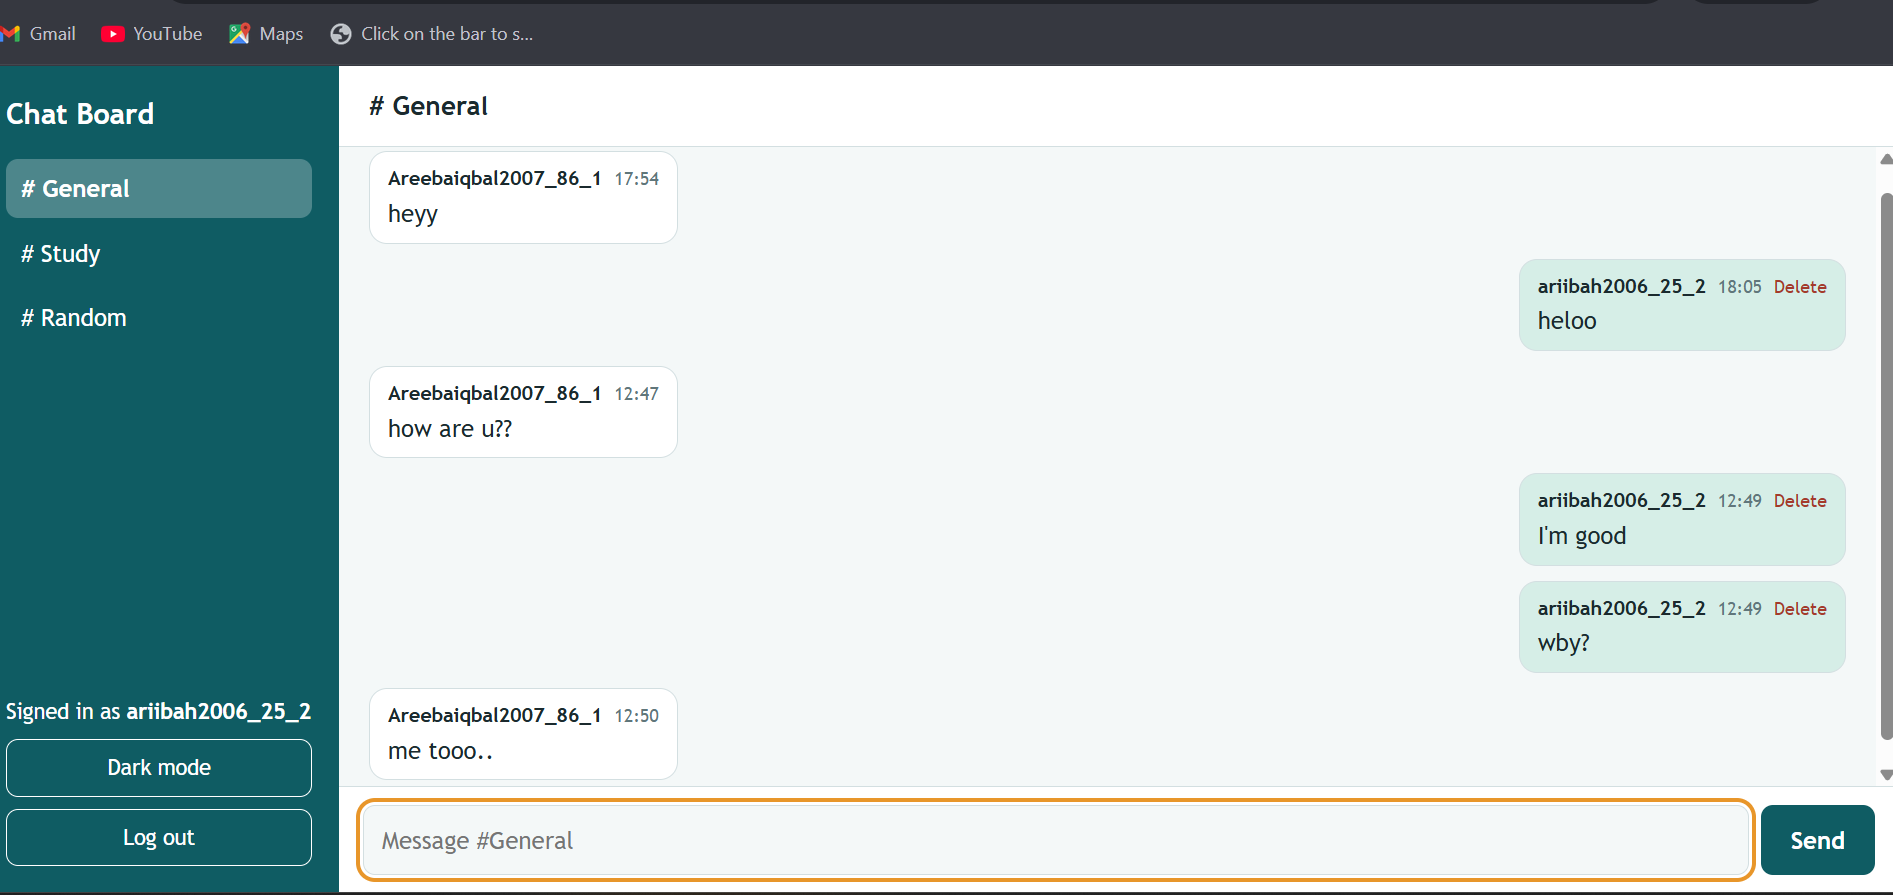 Gmail YouTube Maps Click on the bar to s...
Chat Board
# General
# Study
# Random
Signed in as ariibah2006_25_2
Dark mode
Log out
# General
Areebaiqbal2007_86_1 17:54
heyy
ariibah2006_25_2 18:05 Delete
heloo
Areebaiqbal2007_86_1 12:47
how are u??
ariibah2006_25_2 12:49 Delete
I'm good
ariibah2006_25_2 12:49 Delete
wby?
Areebaiqbal2007_86_1 12:50
me tooo..
Message #General
Send